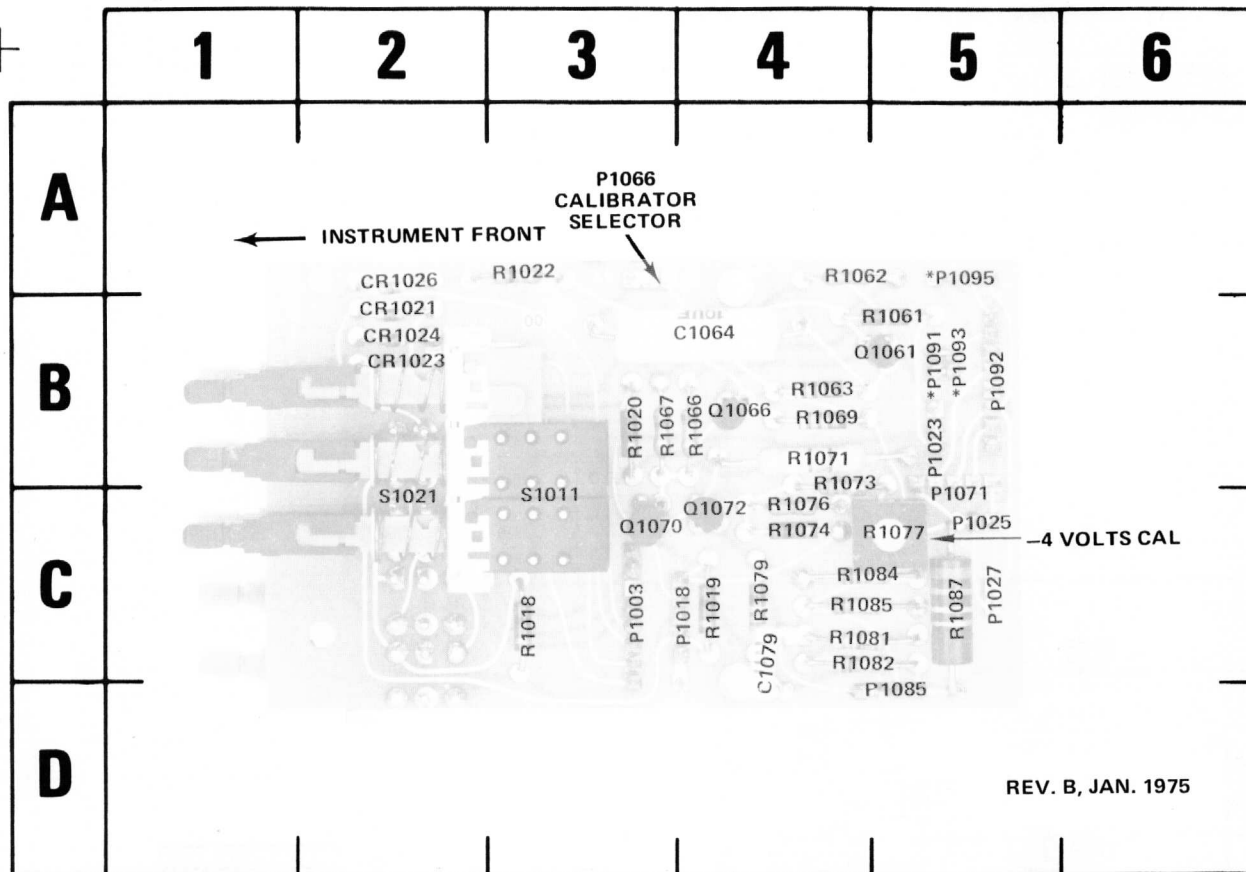 1 2 3 4 5 6
A
P1066
CALIBRATOR
SELECTOR
INSTRUMENT FRONT
CR1026
R1022
R1062
*P1095
B
CR1021
C1064
R1061
CR1024
CR1023
Q1061
*P1091
*P1093
P1092
R1063
R1020
R1067
R1066
Q1066
R1069
R1071
P1023
R1073
C
S1021
S1011
Q1070
Q1072
R1076
P1071
R1074
R1077
P1025
–4 VOLTS CAL
R1084
R1018
P1003
P1018
R1019
R1079
R1085
R1087
P1027
R1081
C1079
R1082
P1085
D
REV. B, JAN. 1975